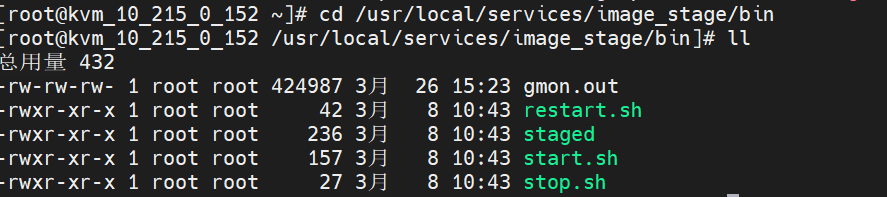 [root@kvm_10_215_0_152 ~]# cd /usr/local/services/image_stage/bin
[root@kvm_10_215_0_152 /usr/local/services/image_stage/bin]# ll
总用量 432
-rw-rw-rw- 1 root root 424987 3月  26 15:23 gmon.out
-rwxr-xr-x 1 root root     42 3月   8 10:43 restart.sh
-rwxr-xr-x 1 root root    236 3月   8 10:43 staged
-rwxr-xr-x 1 root root    157 3月   8 10:43 start.sh
-rwxr-xr-x 1 root root     27 3月   8 10:43 stop.sh